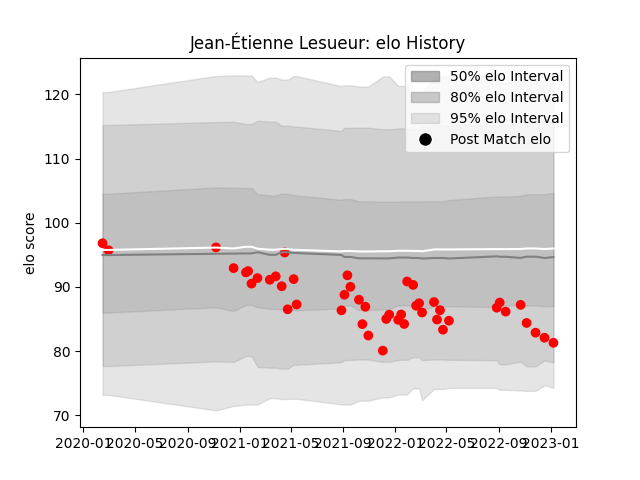 Jean-Étienne Lesueur: elo History
50% elo Interval
80% elo Interval
95% elo Interval
Post Match elo
elo score
120
110
100
90
80
70
2020-01 2020-05 2020-09 2021-01 2021-05 2021-09 2022-01 2022-05 2022-09 2023-01